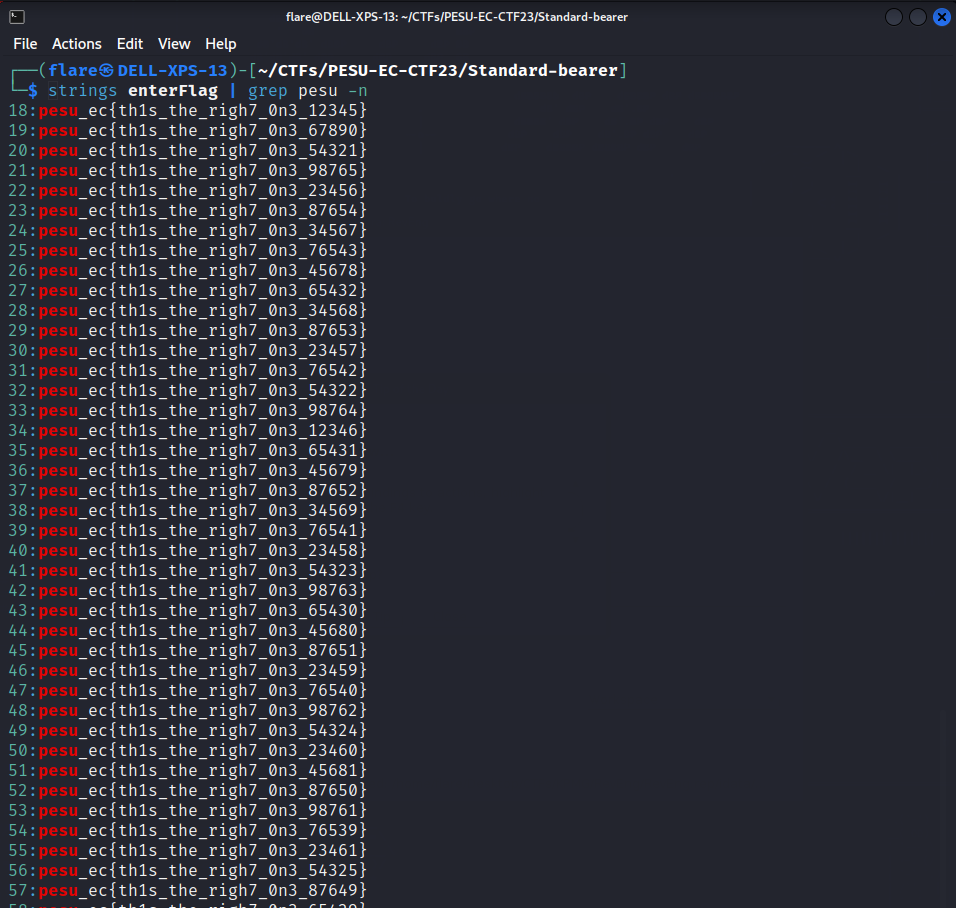 flare@DELL-XPS-13: ~/CTFs/PESU-EC-CTF23/Standard-bearer
File Actions Edit View Help
┌──(flare㉿DELL-XPS-13)-[~/CTFs/PESU-EC-CTF23/Standard-bearer]
└─$ strings enterFlag | grep pesu -n
18:pesu_ec{th1s_the_righ7_0n3_12345}
19:pesu_ec{th1s_the_righ7_0n3_67890}
20:pesu_ec{th1s_the_righ7_0n3_54321}
21:pesu_ec{th1s_the_righ7_0n3_98765}
22:pesu_ec{th1s_the_righ7_0n3_23456}
23:pesu_ec{th1s_the_righ7_0n3_87654}
24:pesu_ec{th1s_the_righ7_0n3_34567}
25:pesu_ec{th1s_the_righ7_0n3_76543}
26:pesu_ec{th1s_the_righ7_0n3_45678}
27:pesu_ec{th1s_the_righ7_0n3_65432}
28:pesu_ec{th1s_the_righ7_0n3_34568}
29:pesu_ec{th1s_the_righ7_0n3_87653}
30:pesu_ec{th1s_the_righ7_0n3_23457}
31:pesu_ec{th1s_the_righ7_0n3_76542}
32:pesu_ec{th1s_the_righ7_0n3_54322}
33:pesu_ec{th1s_the_righ7_0n3_98764}
34:pesu_ec{th1s_the_righ7_0n3_12346}
35:pesu_ec{th1s_the_righ7_0n3_65431}
36:pesu_ec{th1s_the_righ7_0n3_45679}
37:pesu_ec{th1s_the_righ7_0n3_87652}
38:pesu_ec{th1s_the_righ7_0n3_34569}
39:pesu_ec{th1s_the_righ7_0n3_76541}
40:pesu_ec{th1s_the_righ7_0n3_23458}
41:pesu_ec{th1s_the_righ7_0n3_54323}
42:pesu_ec{th1s_the_righ7_0n3_98763}
43:pesu_ec{th1s_the_righ7_0n3_65430}
44:pesu_ec{th1s_the_righ7_0n3_45680}
45:pesu_ec{th1s_the_righ7_0n3_87651}
46:pesu_ec{th1s_the_righ7_0n3_23459}
47:pesu_ec{th1s_the_righ7_0n3_76540}
48:pesu_ec{th1s_the_righ7_0n3_98762}
49:pesu_ec{th1s_the_righ7_0n3_54324}
50:pesu_ec{th1s_the_righ7_0n3_23460}
51:pesu_ec{th1s_the_righ7_0n3_45681}
52:pesu_ec{th1s_the_righ7_0n3_87650}
53:pesu_ec{th1s_the_righ7_0n3_98761}
54:pesu_ec{th1s_the_righ7_0n3_76539}
55:pesu_ec{th1s_the_righ7_0n3_23461}
56:pesu_ec{th1s_the_righ7_0n3_54325}
57:pesu_ec{th1s_the_righ7_0n3_87649}